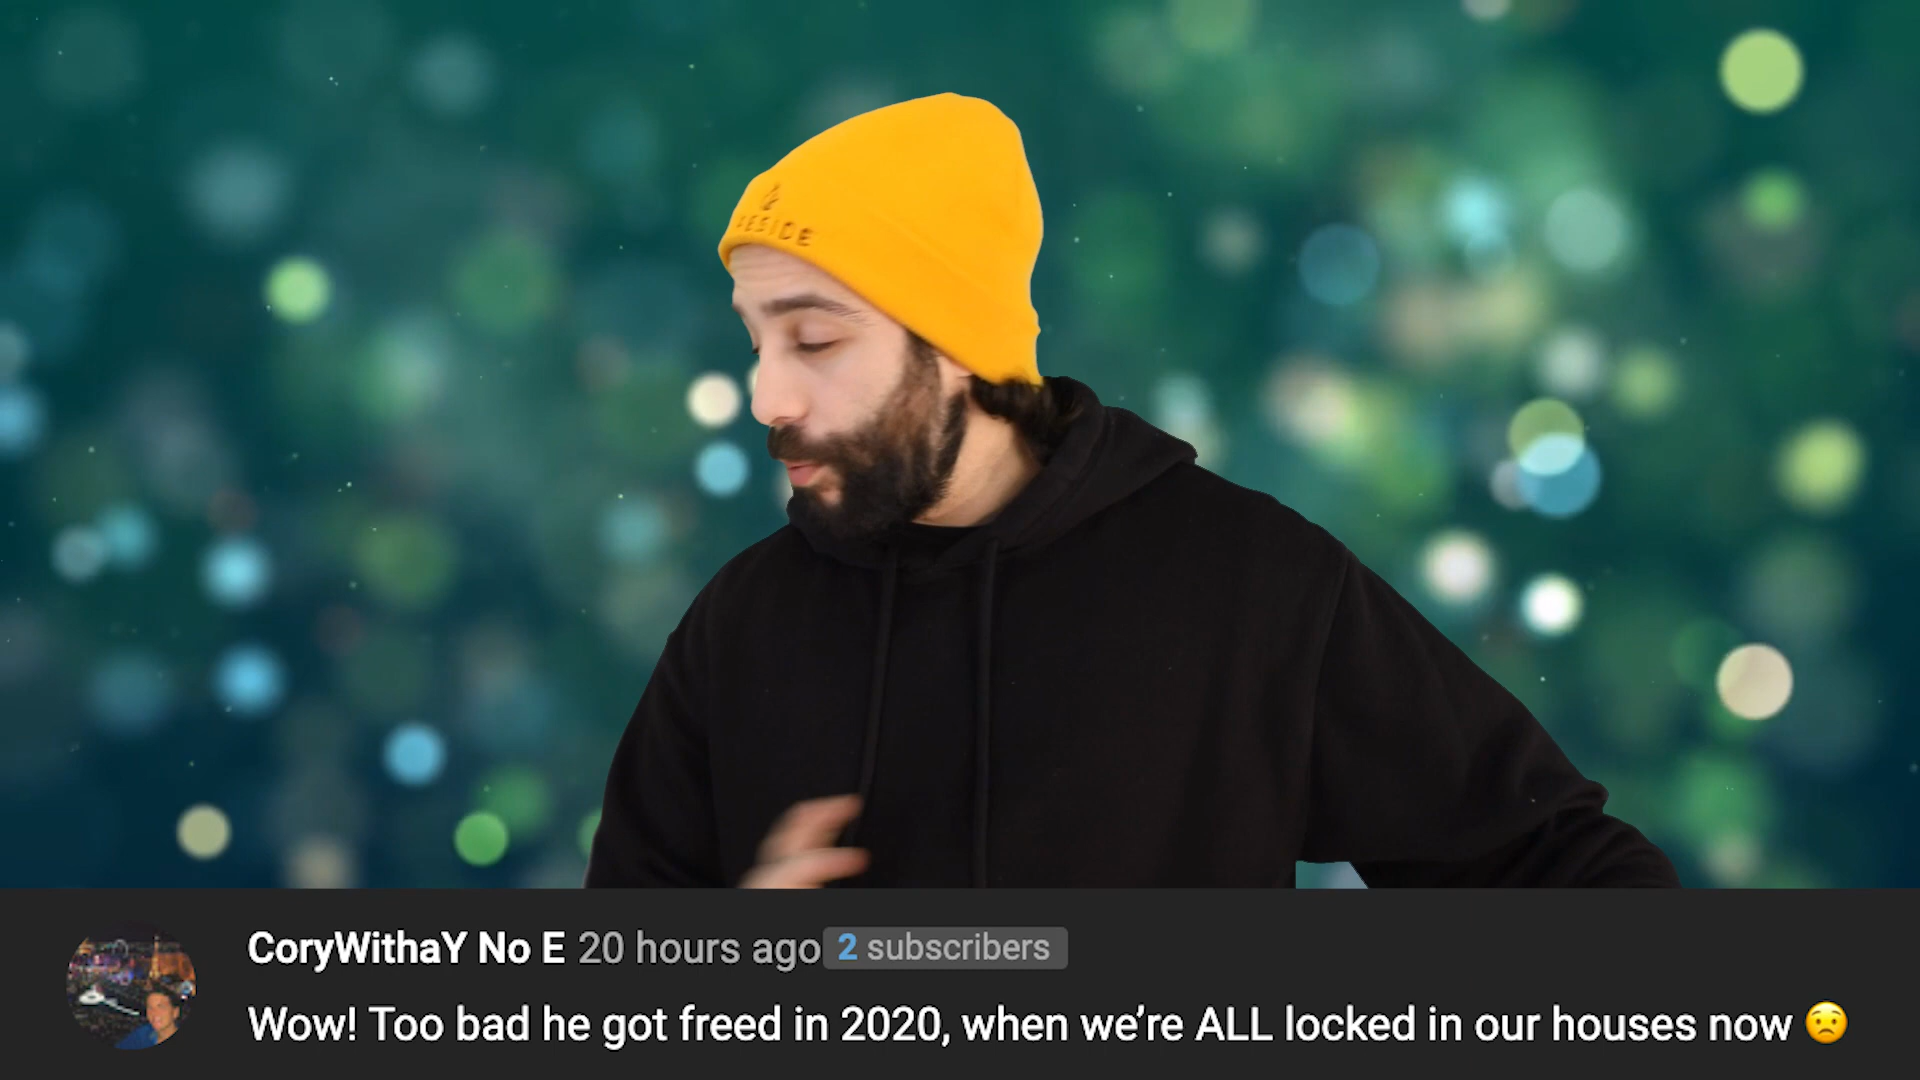 ESIDE
CoryWithaY No E 20 hours ago 2 subscribers
Wow! Too bad he got freed in 2020, when we’re ALL locked in our houses now 😟